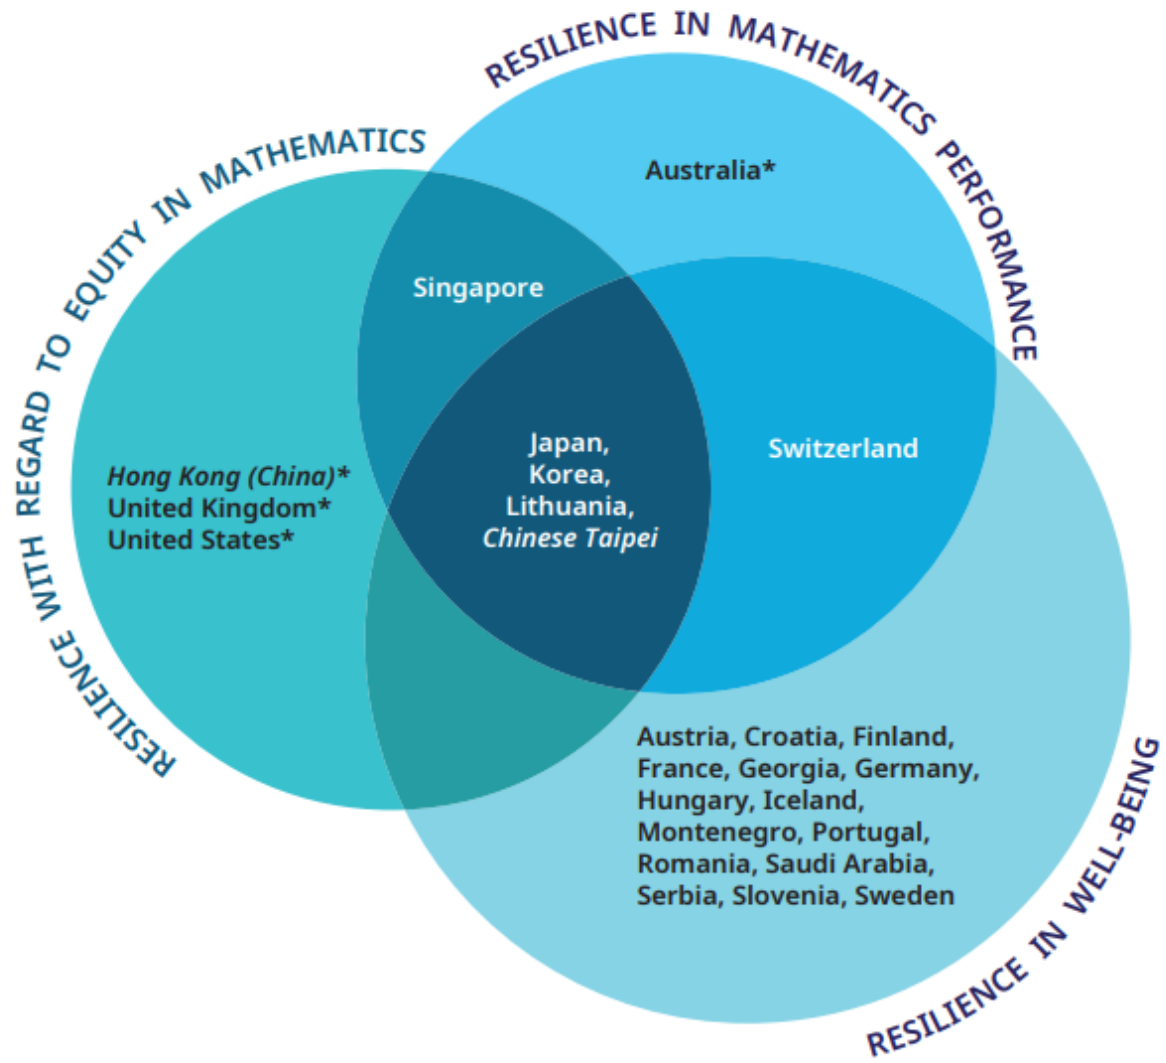 RESILIENCE IN MATHEMATICS PERFORMANCE
RESILIENCE WITH REGARD TO EQUITY IN MATHEMATICS
Australia*
Singapore
Japan,
Korea,
Lithuania,
Chinese Taipei
Switzerland
Hong Kong (China)*
United Kingdom*
United States*
Austria, Croatia, Finland,
France, Georgia, Germany,
Hungary, Iceland,
Montenegro, Portugal,
Romania, Saudi Arabia,
Serbia, Slovenia, Sweden
RESILIENCE IN WELL-BEING